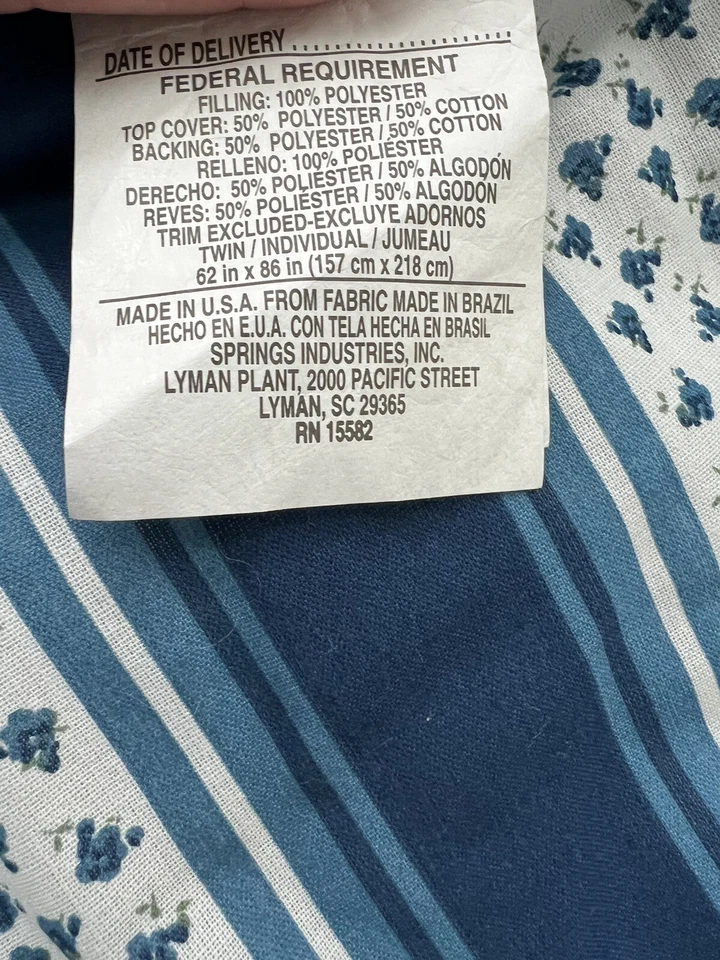 DATE OF DELIVERY
FEDERAL REQUIREMENT
FILLING: 100% POLYESTER
TOP COVER: 50% POLYESTER / 50% COTTON
BACKING: 50% POLYESTER / 50% COTTON
RELLENO: 100% POLIÉSTER
DERECHO: 50% POLIÉSTER / 50% ALGODÓN
REVES: 50% POLIÉSTER / 50% ALGODÓN
TRIM EXCLUDED-EXCLUYE ADORNOS
TWIN / INDIVIDUAL / JUMEAU
62 in x 86 in (157 cm x 218 cm)
MADE IN U.S.A. FROM FABRIC MADE IN BRAZIL
HECHO EN E.U.A. CON TELA HECHA EN BRASIL
SPRINGS INDUSTRIES, INC.
LYMAN PLANT, 2000 PACIFIC STREET
LYMAN, SC 29365
RN 15582